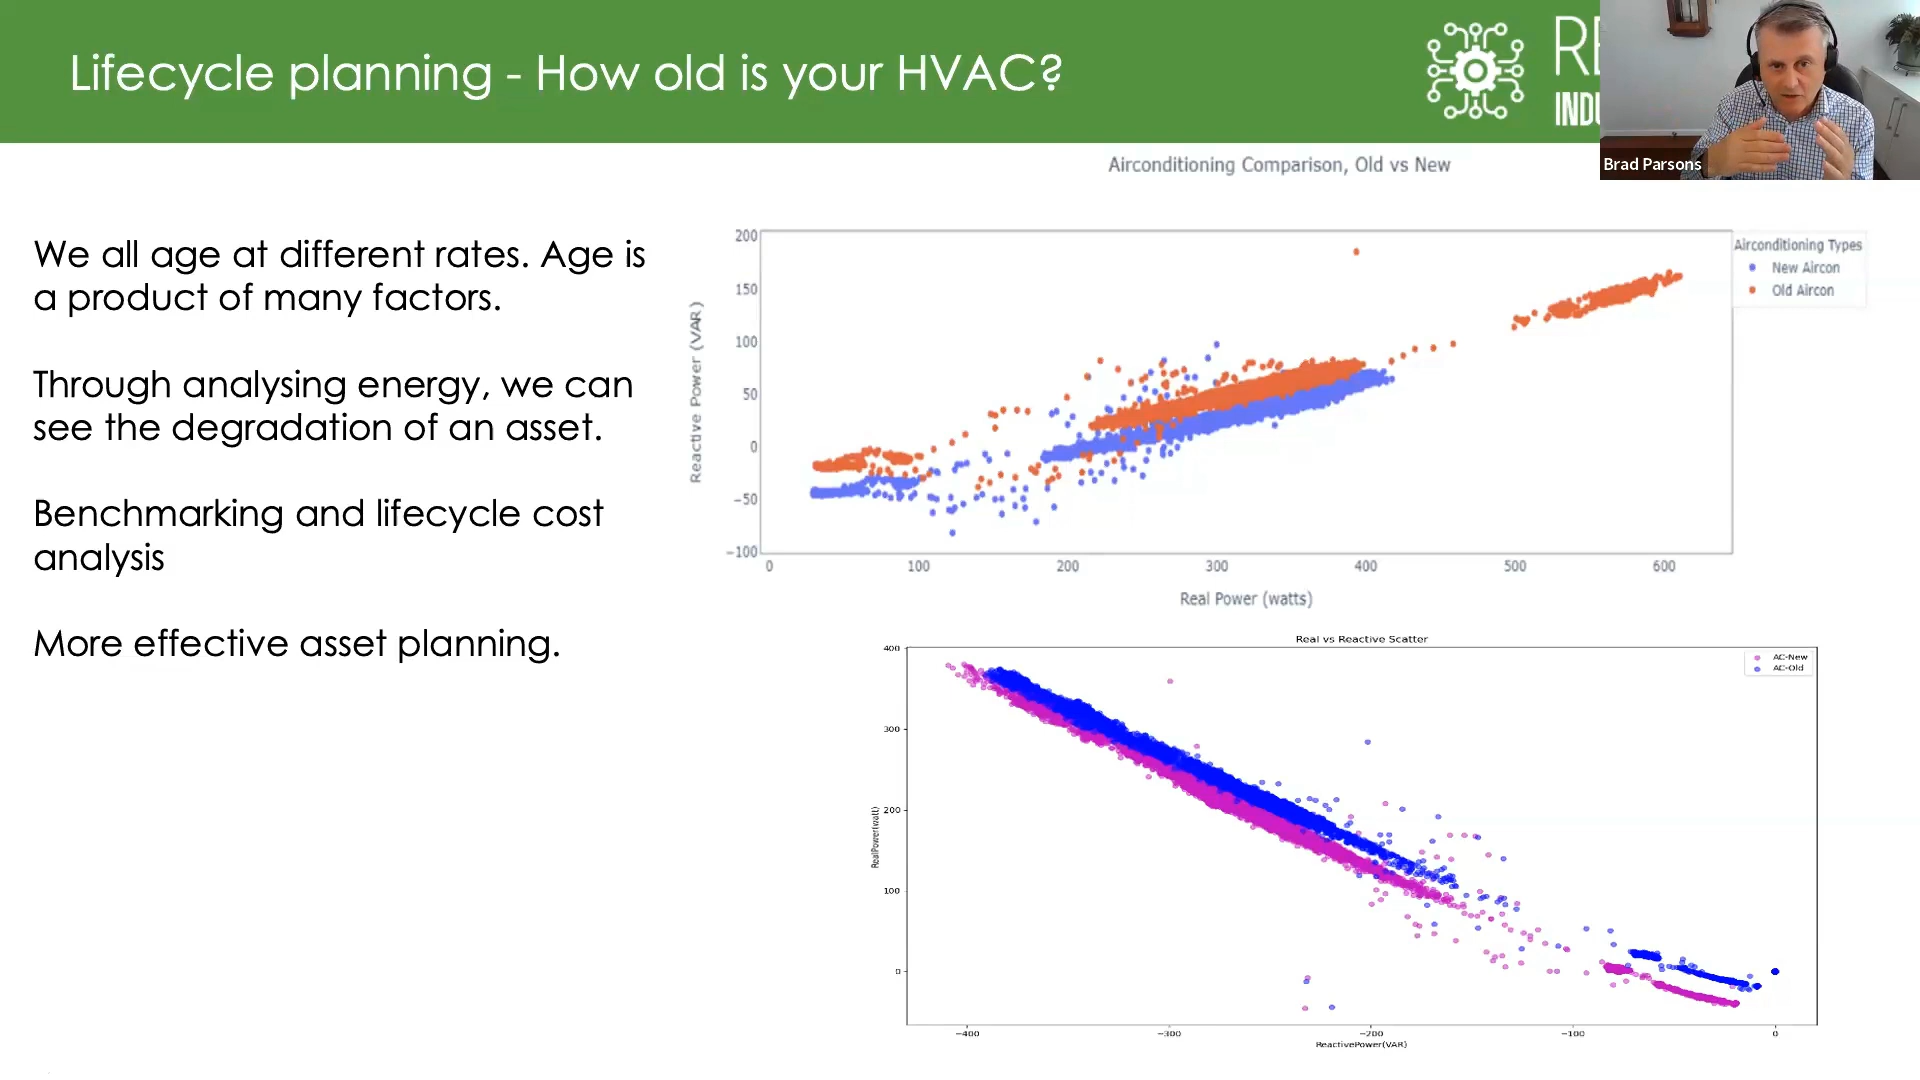 Lifecycle planning - How old is your HVAC?
RE
INDU
Brad Parsons
We all age at different rates. Age is
a product of many factors.
Through analysing energy, we can
see the degradation of an asset.
Benchmarking and lifecycle cost
analysis
More effective asset planning.
Airconditioning Comparison, Old vs New
Reactive Power (VAR)
200
150
100
50
0
−50
−100
0 100 200 300 400 500 600
Real Power (watts)
Airconditioning Types
New Aircon
Old Aircon
Real vs Reactive Scatter
RealPower(watt)
400
300
200
100
0
−400 −300 −200 −100 0
ReactivePower(VAR)
AC-New
AC-Old